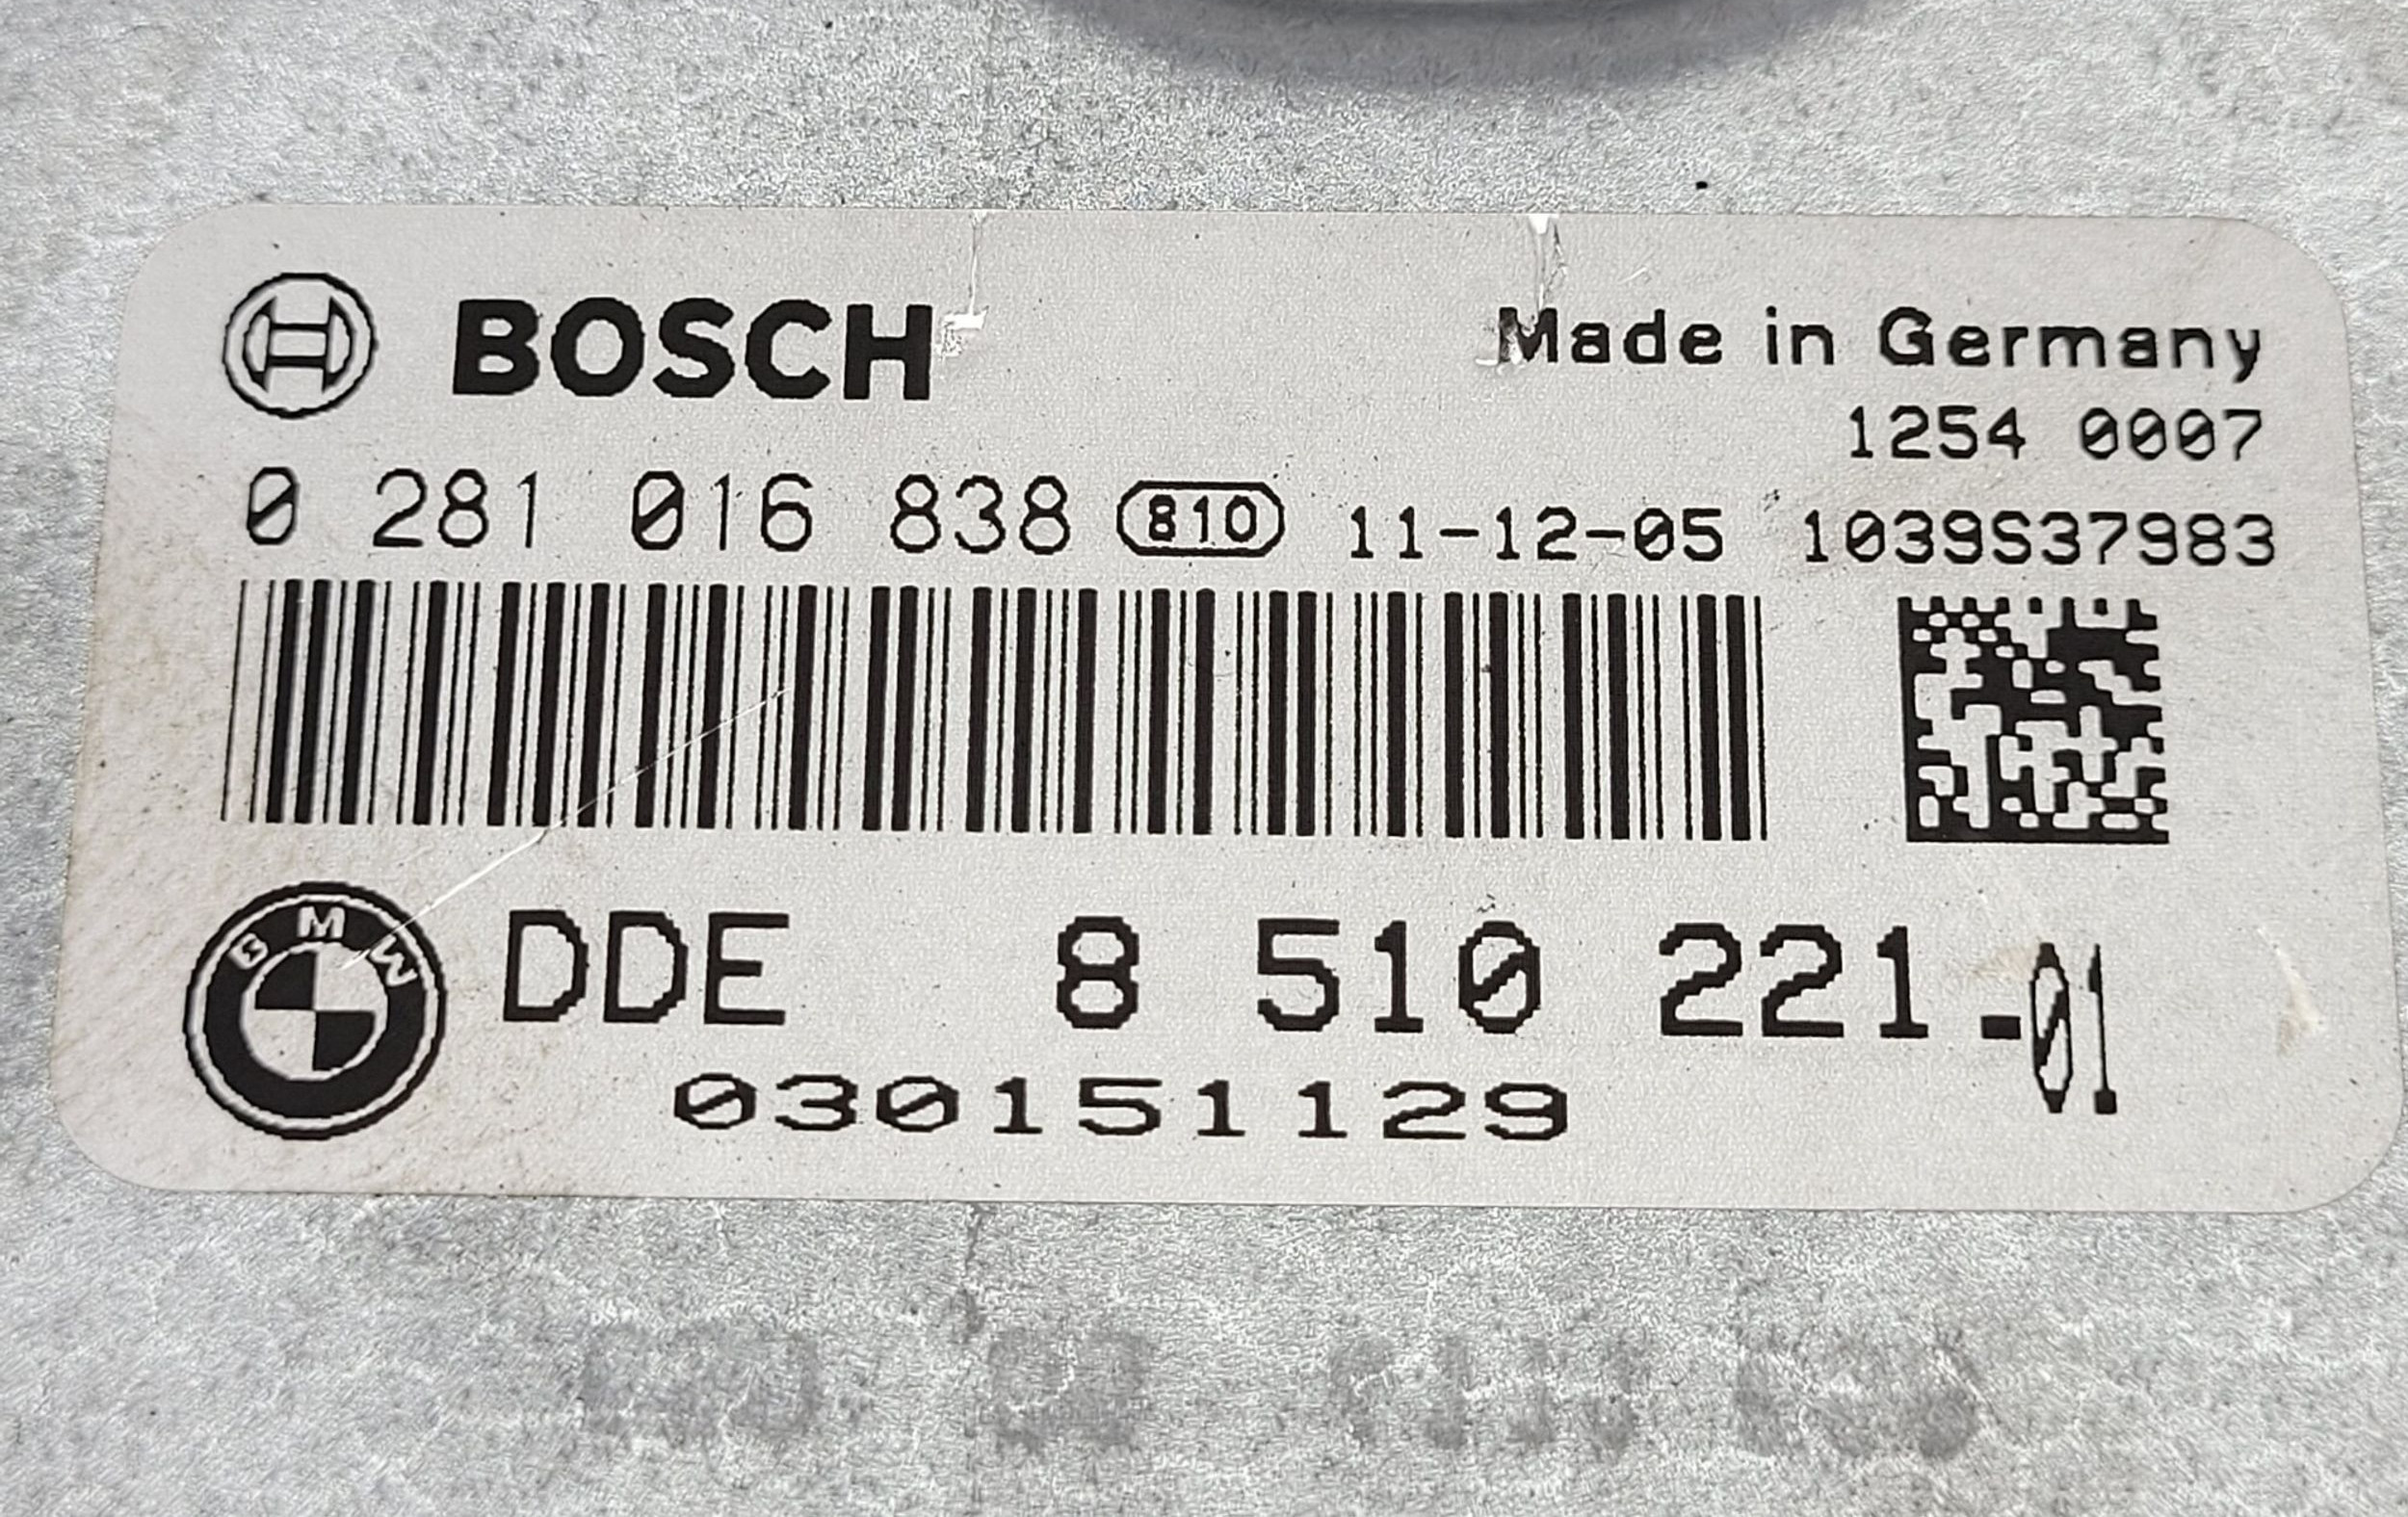 BOSCH
Made in Germany
1254 0007
0 281 016 838 810 11-12-05 1039S37983
BMW
DDE 8 510 221-01
030151129